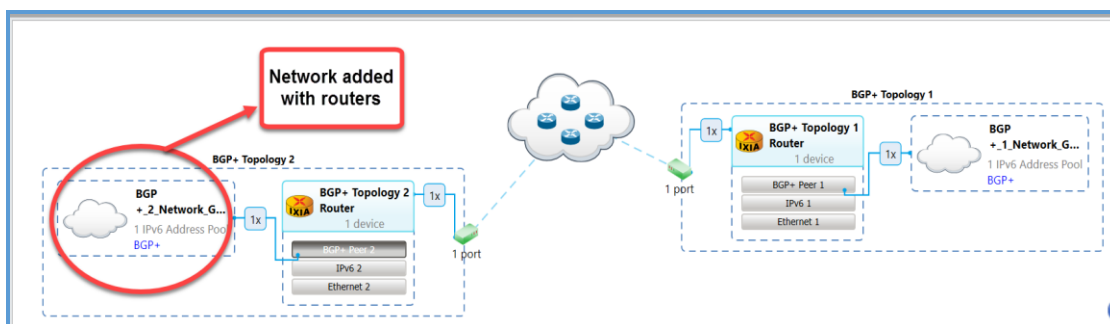 Network added
with routers
BGP+ Topology 2
BGP
+_2_Network_G...
1 IPv6 Address Pool
BGP+
1x
IXIA
BGP+ Topology 2
Router
1 device
BGP+ Peer 2
IPv6 2
Ethernet 2
1x
1 port
BGP+ Topology 1
1 port
1x
IXIA
BGP+ Topology 1
Router
1 device
BGP+ Peer 1
IPv6 1
Ethernet 1
1x
BGP
+_1_Network_G...
1 IPv6 Address Pool
BGP+